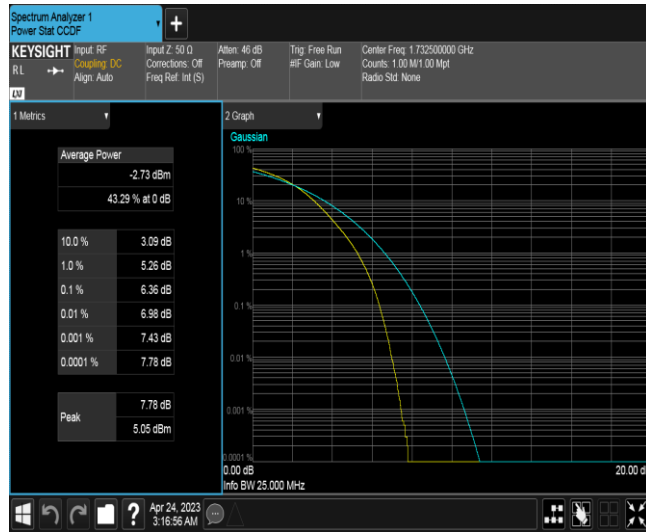 Spectrum Analyzer 1
Power Stat CCDF
+
KEYSIGHT
RL
LXI
Input: RF
Coupling: DC
Align: Auto
Input Z: 50 Ω
Corrections: Off
Freq Ref: Int (S)
Atten: 46 dB
Preamp: Off
Trig: Free Run
#IF Gain: Low
Center Freq: 1.732500000 GHz
Counts: 1.00 M/1.00 Mpt
Radio Std: None
1 Metrics
Average Power
-2.73 dBm
43.29 % at 0 dB
10.0 % 3.09 dB
1.0 % 5.26 dB
0.1 % 6.36 dB
0.01 % 6.98 dB
0.001 % 7.43 dB
0.0001 % 7.78 dB
Peak
7.78 dB
5.05 dBm
2 Graph
Gaussian
100 %
10 %
1 %
0.1 %
0.01 %
0.001 %
0.0001 %
0.00 dB
20.00 d
Info BW 25.000 MHz
?
Apr 24, 2023
3:16:56 AM